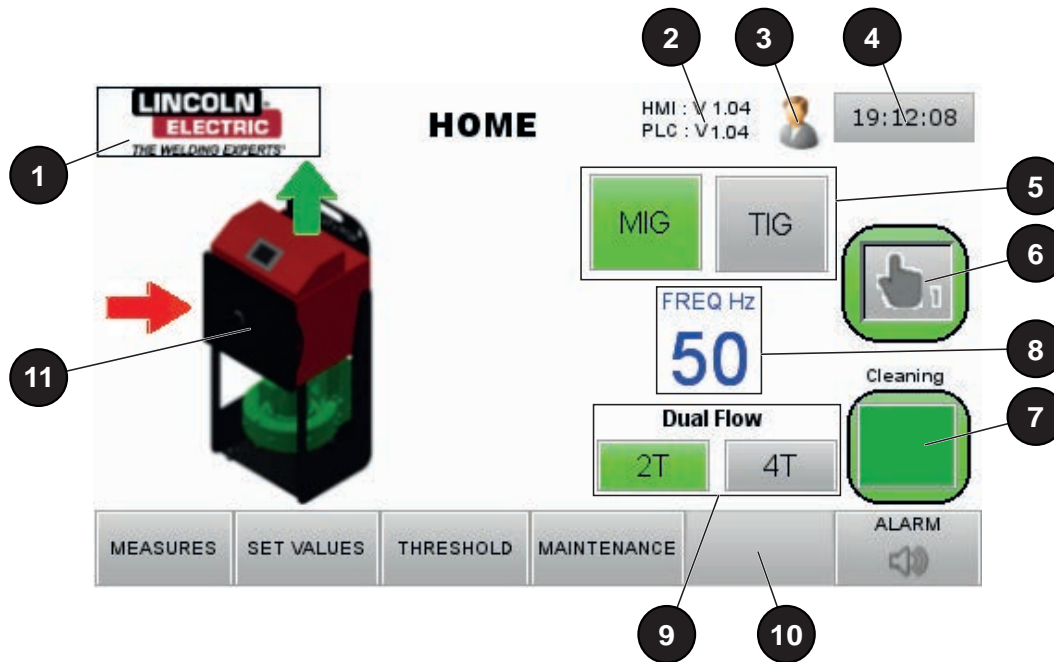 2
3
4
LINCOLN
ELECTRIC
THE WELDING EXPERTS®
HOME
HMI : V 1.04
PLC : V1.04
19:12:08
1
5
MIG
TIG
6
FREQ Hz
50
8
Cleaning
11
Dual Flow
7
2T
4T
MEASURES
SET VALUES
THRESHOLD
MAINTENANCE
ALARM
9
10